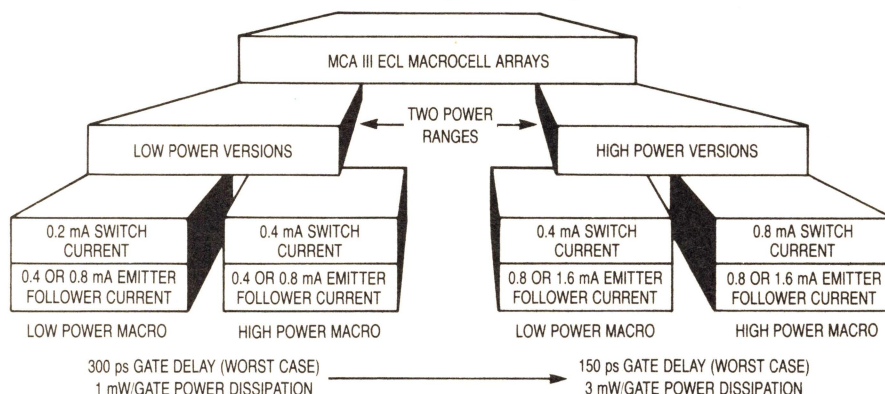 MCA III ECL MACROCELL ARRAYS
TWO POWER
RANGES
LOW POWER VERSIONS
HIGH POWER VERSIONS
0.2 mA SWITCH
CURRENT
0.4 OR 0.8 mA EMITTER
FOLLOWER CURRENT
LOW POWER MACRO
0.4 mA SWITCH
CURRENT
0.4 OR 0.8 mA EMITTER
FOLLOWER CURRENT
HIGH POWER MACRO
0.4 mA SWITCH
CURRENT
0.8 OR 1.6 mA EMITTER
FOLLOWER CURRENT
LOW POWER MACRO
0.8 mA SWITCH
CURRENT
0.8 OR 1.6 mA EMITTER
FOLLOWER CURRENT
HIGH POWER MACRO
300 ps GATE DELAY (WORST CASE)
1 mW/GATE POWER DISSIPATION
150 ps GATE DELAY (WORST CASE)
3 mW/GATE POWER DISSIPATION